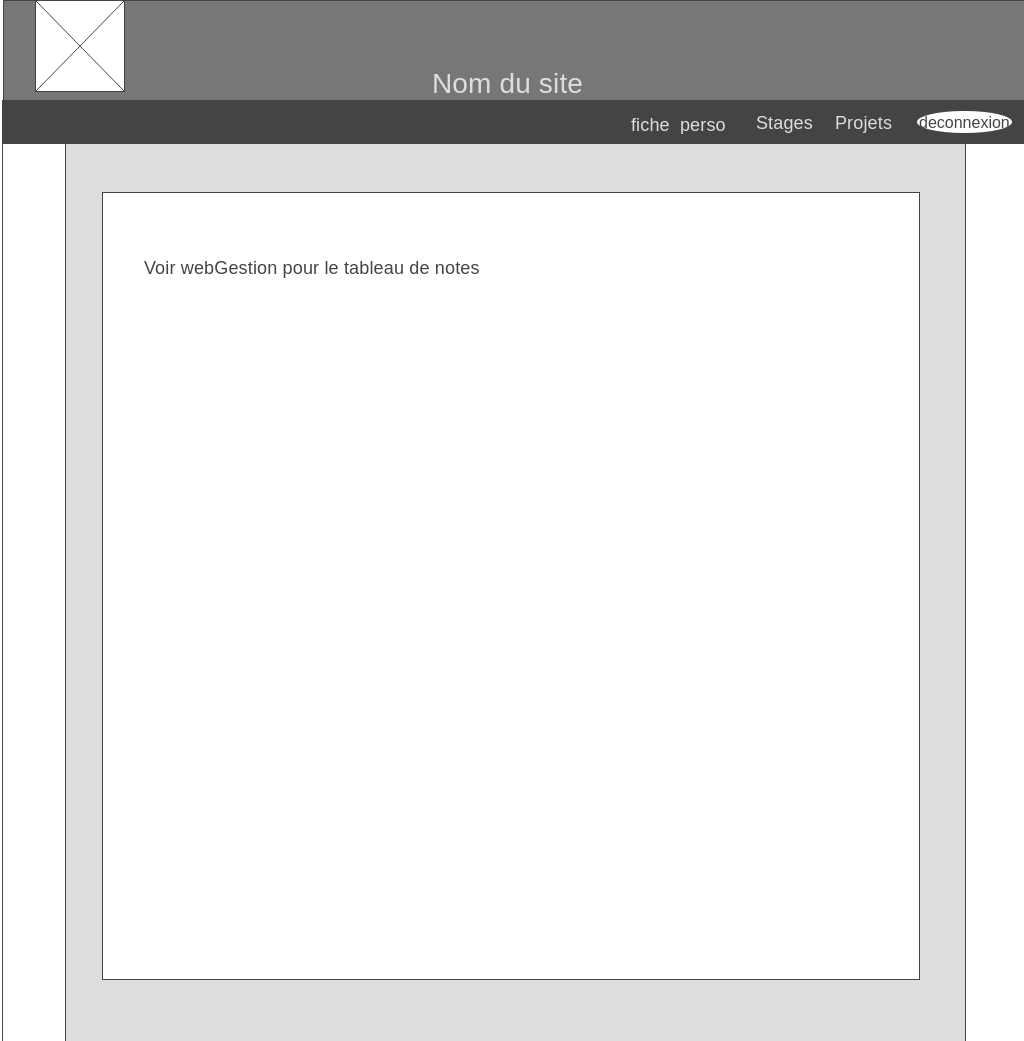 Nom du site
fiche perso Stages Projets deconnexion
Voir webGestion pour le tableau de notes